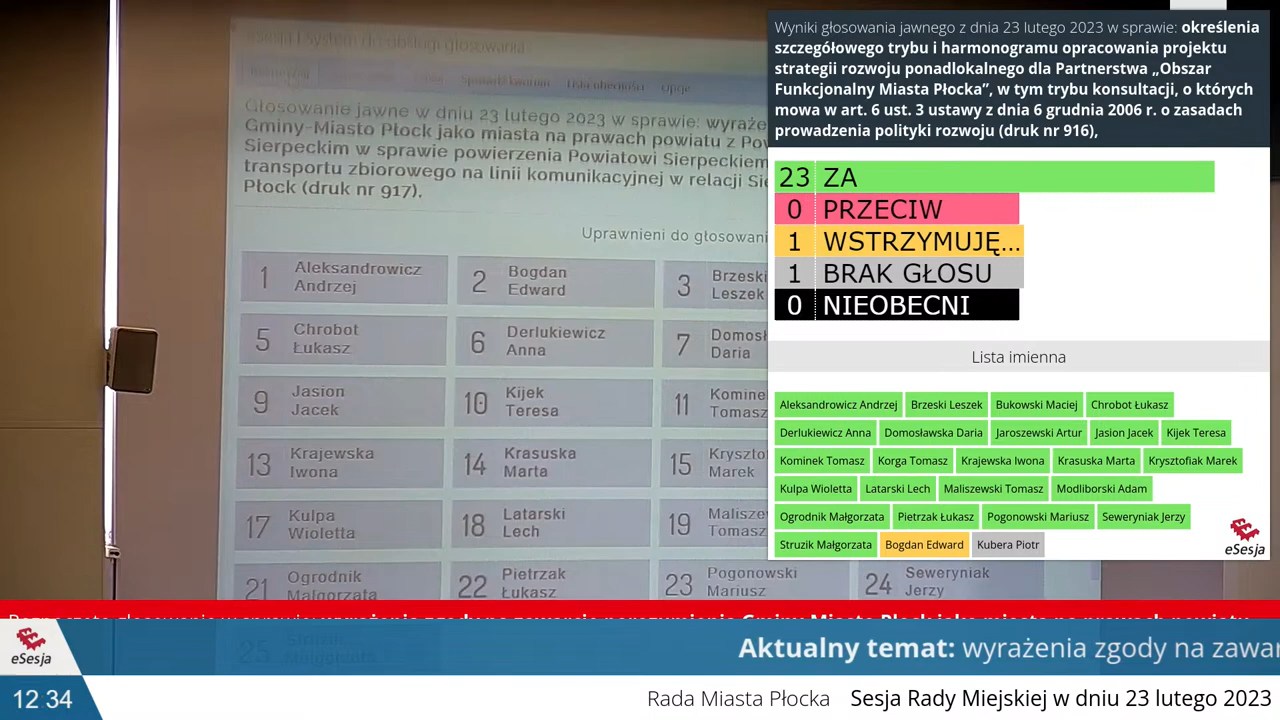 Wyniki głosowania jawnego z dnia 23 lutego 2023 w sprawie: określenia
szczegółowego trybu i harmonogramu opracowania projektu
strategii rozwoju ponadlokalnego dla Partnerstwa „Obszar
Funkcjonalny Miasta Płocka”, w tym trybu konsultacji, o których
mowa w art. 6 ust. 3 ustawy z dnia 6 grudnia 2006 r. o zasadach
prowadzenia polityki rozwoju (druk nr 916),
23 ZA
0 PRZECIW
1 WSTRZYMUJĘ...
1 BRAK GŁOSU
0 NIEOBECNI
Lista imienna
Aleksandrowicz Andrzej Brzeski Leszek Bukowski Maciej Chrobot Łukasz
Derlukiewicz Anna Domosławska Daria Jaroszewski Artur Jasion Jacek Kijek Teresa
Kominek Tomasz Korga Tomasz Krajewska Iwona Krasuska Marta Krysztofiak Marek
Kulpa Wioletta Latarski Lech Maliszewski Tomasz Modliborski Adam
Ogrodnik Małgorzata Pietrzak Łukasz Pogonowski Mariusz Seweryniak Jerzy
Struzik Małgorzata Bogdan Edward Kubera Piotr
eSesja
eSesja | System do obsługi głosowania
Lista obecności Opcje
Głosowanie jawne w dniu 23 lutego 2023 w sprawie: wyraże
Gminy-Miasto Płock jako miasta na prawach powiatu z Pow
Sierpeckim w sprawie powierzenia Powiatowi Sierpeckiem
transportu zbiorowego na linii komunikacyjnej w relacji Sie
Płock (druk nr 917).
Uprawnieni do głosowani
1 Aleksandrowicz
Andrzej
2 Bogdan
Edward
3 Brzeski
Leszek
5 Chrobot
Łukasz
6 Derlukiewicz
Anna
7 Domosł
Daria
9 Jasion
Jacek
10 Kijek
Teresa
11 Komine
Tomasz
13 Krajewska
Iwona
14 Krasuska
Marta
15 Kryszto
Marek
17 Kulpa
Wioletta
18 Latarski
Lech
19 Malisze
Tomasz
21 Ogrodnik
Małgorzata
22 Pietrzak
Łukasz
23 Pogonowski
Mariusz
24 Seweryniak
Jerzy
25
eSesja
Aktualny temat: wyrażenia zgody na zawar
12:34
Rada Miasta Płocka Sesja Rady Miejskiej w dniu 23 lutego 2023